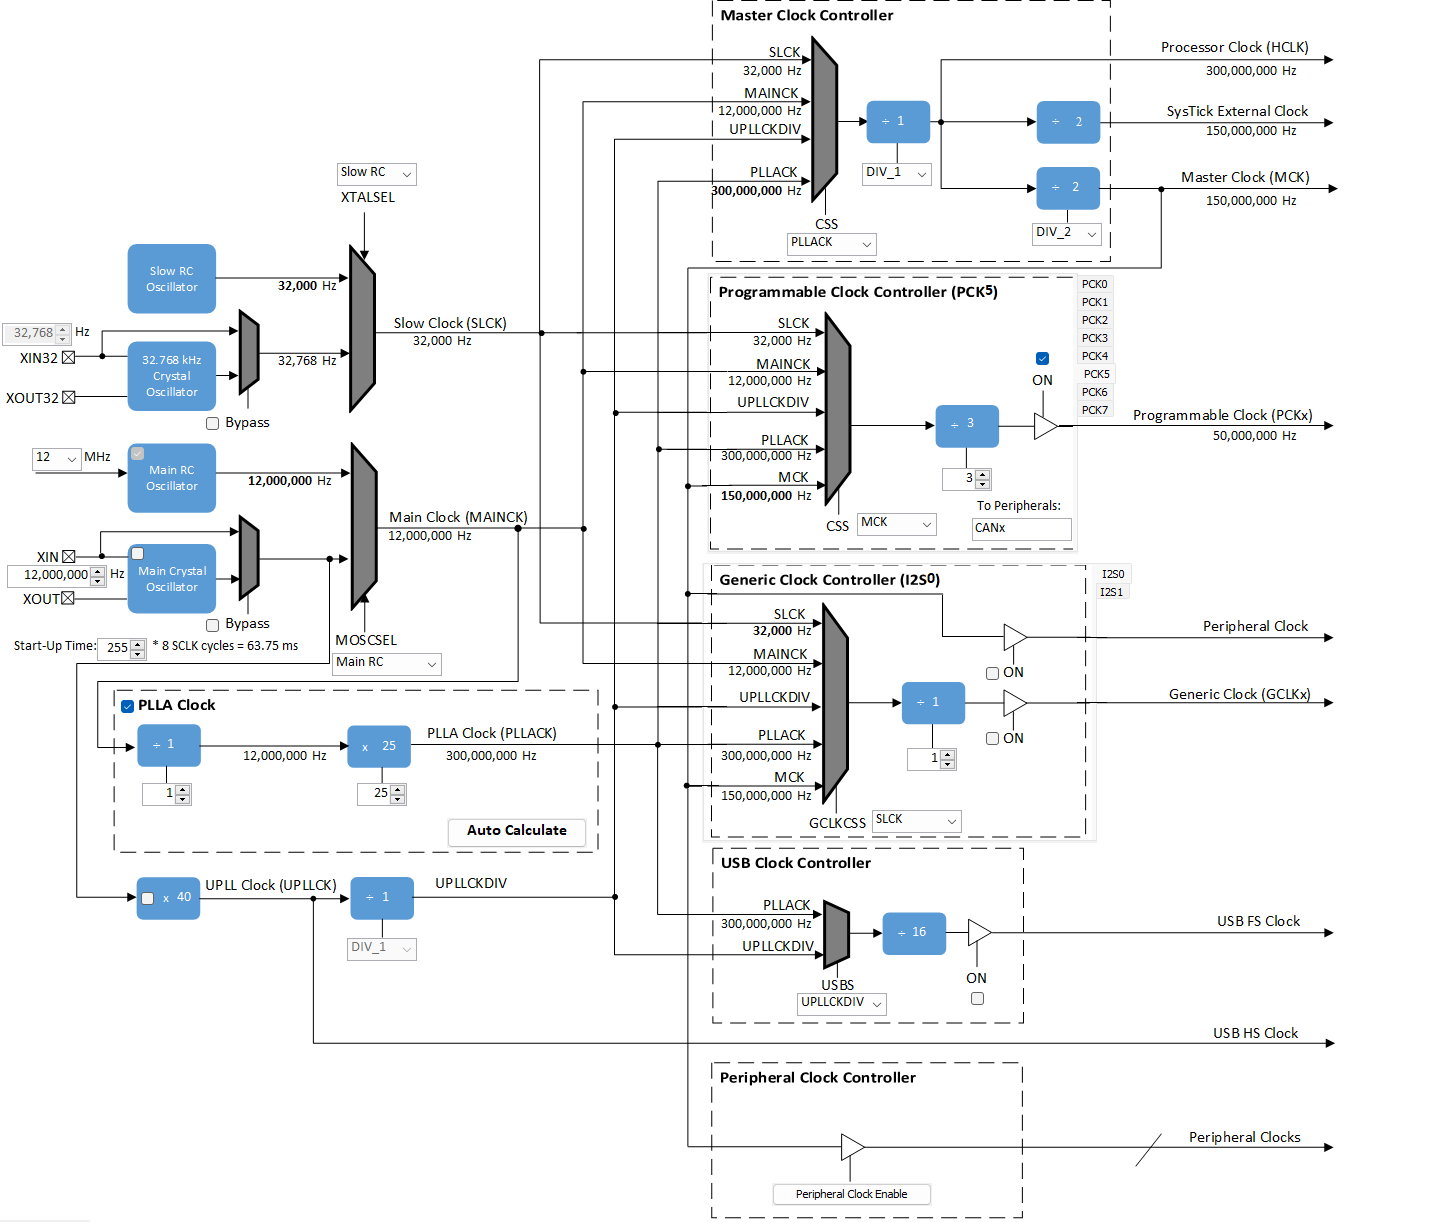 Master Clock Controller
SLCK
32,000 Hz
MAINCK
12,000,000 Hz
UPLLCKDIV
PLLACK
300,000,000 Hz
÷ 1
DIV_1
CSS
PLLACK
÷ 2
÷ 2
DIV_2
Processor Clock (HCLK)
300,000,000 Hz
SysTick External Clock
150,000,000 Hz
Master Clock (MCK)
150,000,000 Hz
Slow RC
XTALSEL
Slow RC
Oscillator
32,000 Hz
32,768 Hz
XIN32
32.768 kHz
Crystal
Oscillator
32,768 Hz
XOUT32
Bypass
Slow Clock (SLCK)
32,000 Hz
12 MHz
Main RC
Oscillator
12,000,000 Hz
XIN
12,000,000 Hz
Main Crystal
Oscillator
XOUT
Bypass
Start-Up Time: 255 * 8 SCLK cycles = 63.75 ms
MOSCSEL
Main RC
Main Clock (MAINCK)
12,000,000 Hz
Programmable Clock Controller (PCK5)
PCK0
PCK1
PCK2
PCK3
PCK4
PCK5
PCK6
PCK7
SLCK
32,000 Hz
MAINCK
12,000,000 Hz
UPLLCKDIV
PLLACK
300,000,000 Hz
MCK
150,000,000 Hz
CSS
MCK
÷ 3
3
ON
To Peripherals:
CANx
Programmable Clock (PCKx)
50,000,000 Hz
Generic Clock Controller (I2S0)
I2S0
I2S1
SLCK
32,000 Hz
MAINCK
12,000,000 Hz
UPLLCKDIV
PLLACK
300,000,000 Hz
MCK
150,000,000 Hz
GCLKCSS
SLCK
÷ 1
1
ON
ON
Peripheral Clock
Generic Clock (GCLKx)
PLLA Clock
÷ 1
1
12,000,000 Hz
x 25
25
PLLA Clock (PLLACK)
300,000,000 Hz
Auto Calculate
x 40
UPLL Clock (UPLLCK)
÷ 1
DIV_1
UPLLCKDIV
USB Clock Controller
PLLACK
300,000,000 Hz
UPLLCKDIV
USBS
UPLLCKDIV
÷ 16
ON
USB FS Clock
USB HS Clock
Peripheral Clock Controller
Peripheral Clock Enable
Peripheral Clocks